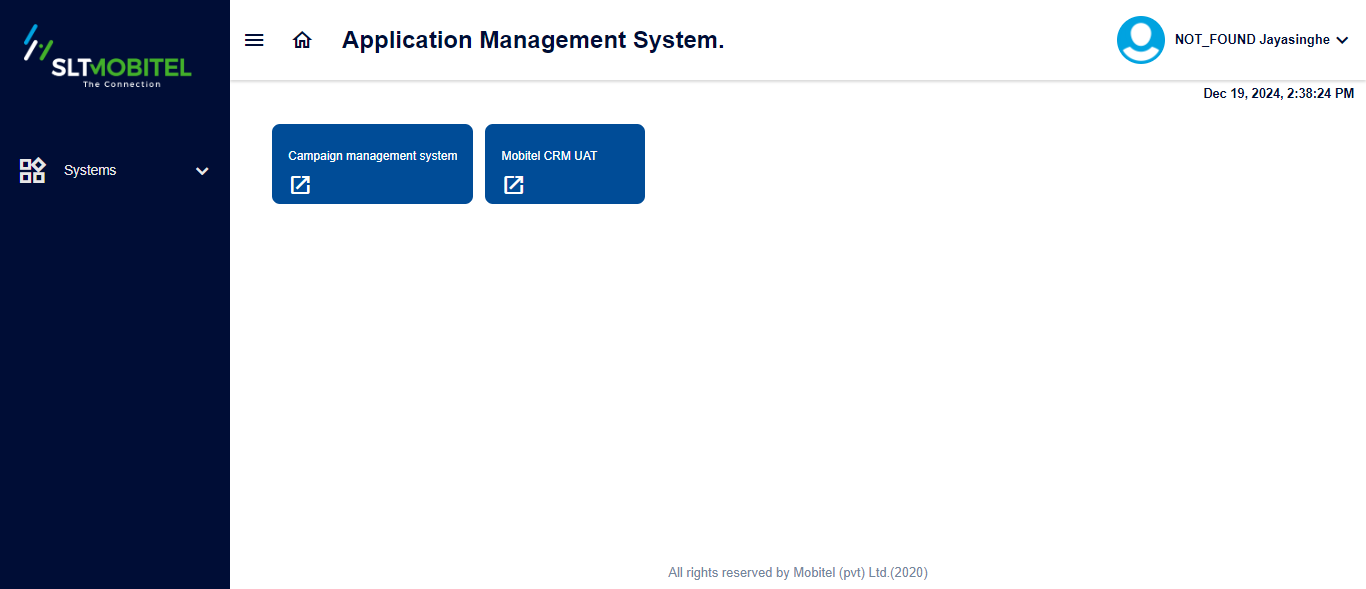 SLTMOBITEL
The Connection
Application Management System.
NOT_FOUND Jayasinghe
Dec 19, 2024, 2:38:24 PM
Systems
Campaign management system
Mobitel CRM UAT
All rights reserved by Mobitel (pvt) Ltd.(2020)